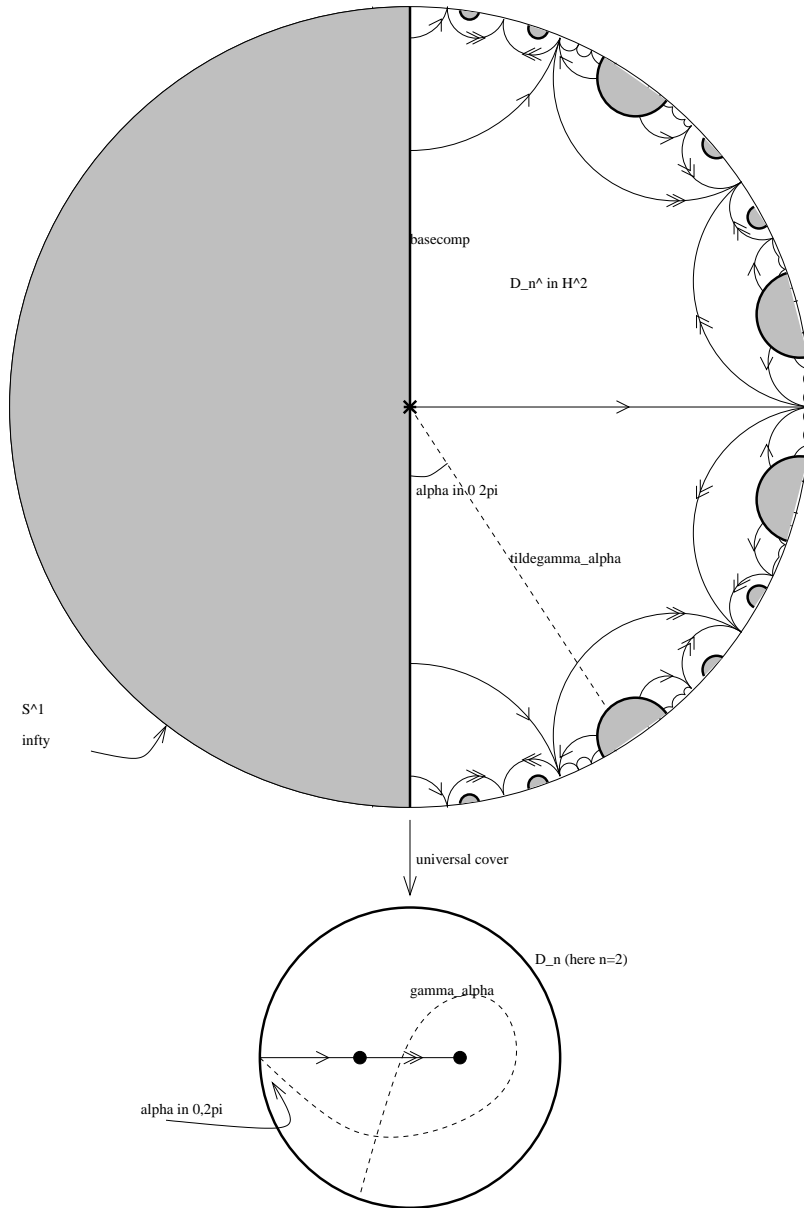 basecomp
D_n^ in H^2
alpha in 0 2pi
tildegamma_alpha
S^1
infty
universal cover
D_n (here n=2)
gamma_alpha
alpha in 0,2pi